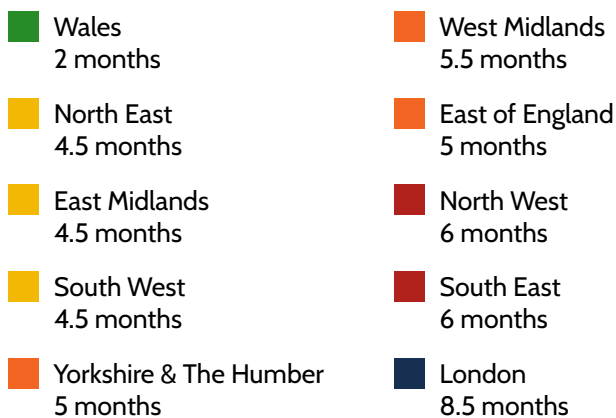 Wales
2 months
North East
4.5 months
East Midlands
4.5 months
South West
4.5 months
Yorkshire & The Humber
5 months
West Midlands
5.5 months
East of England
5 months
North West
6 months
South East
6 months
London
8.5 months